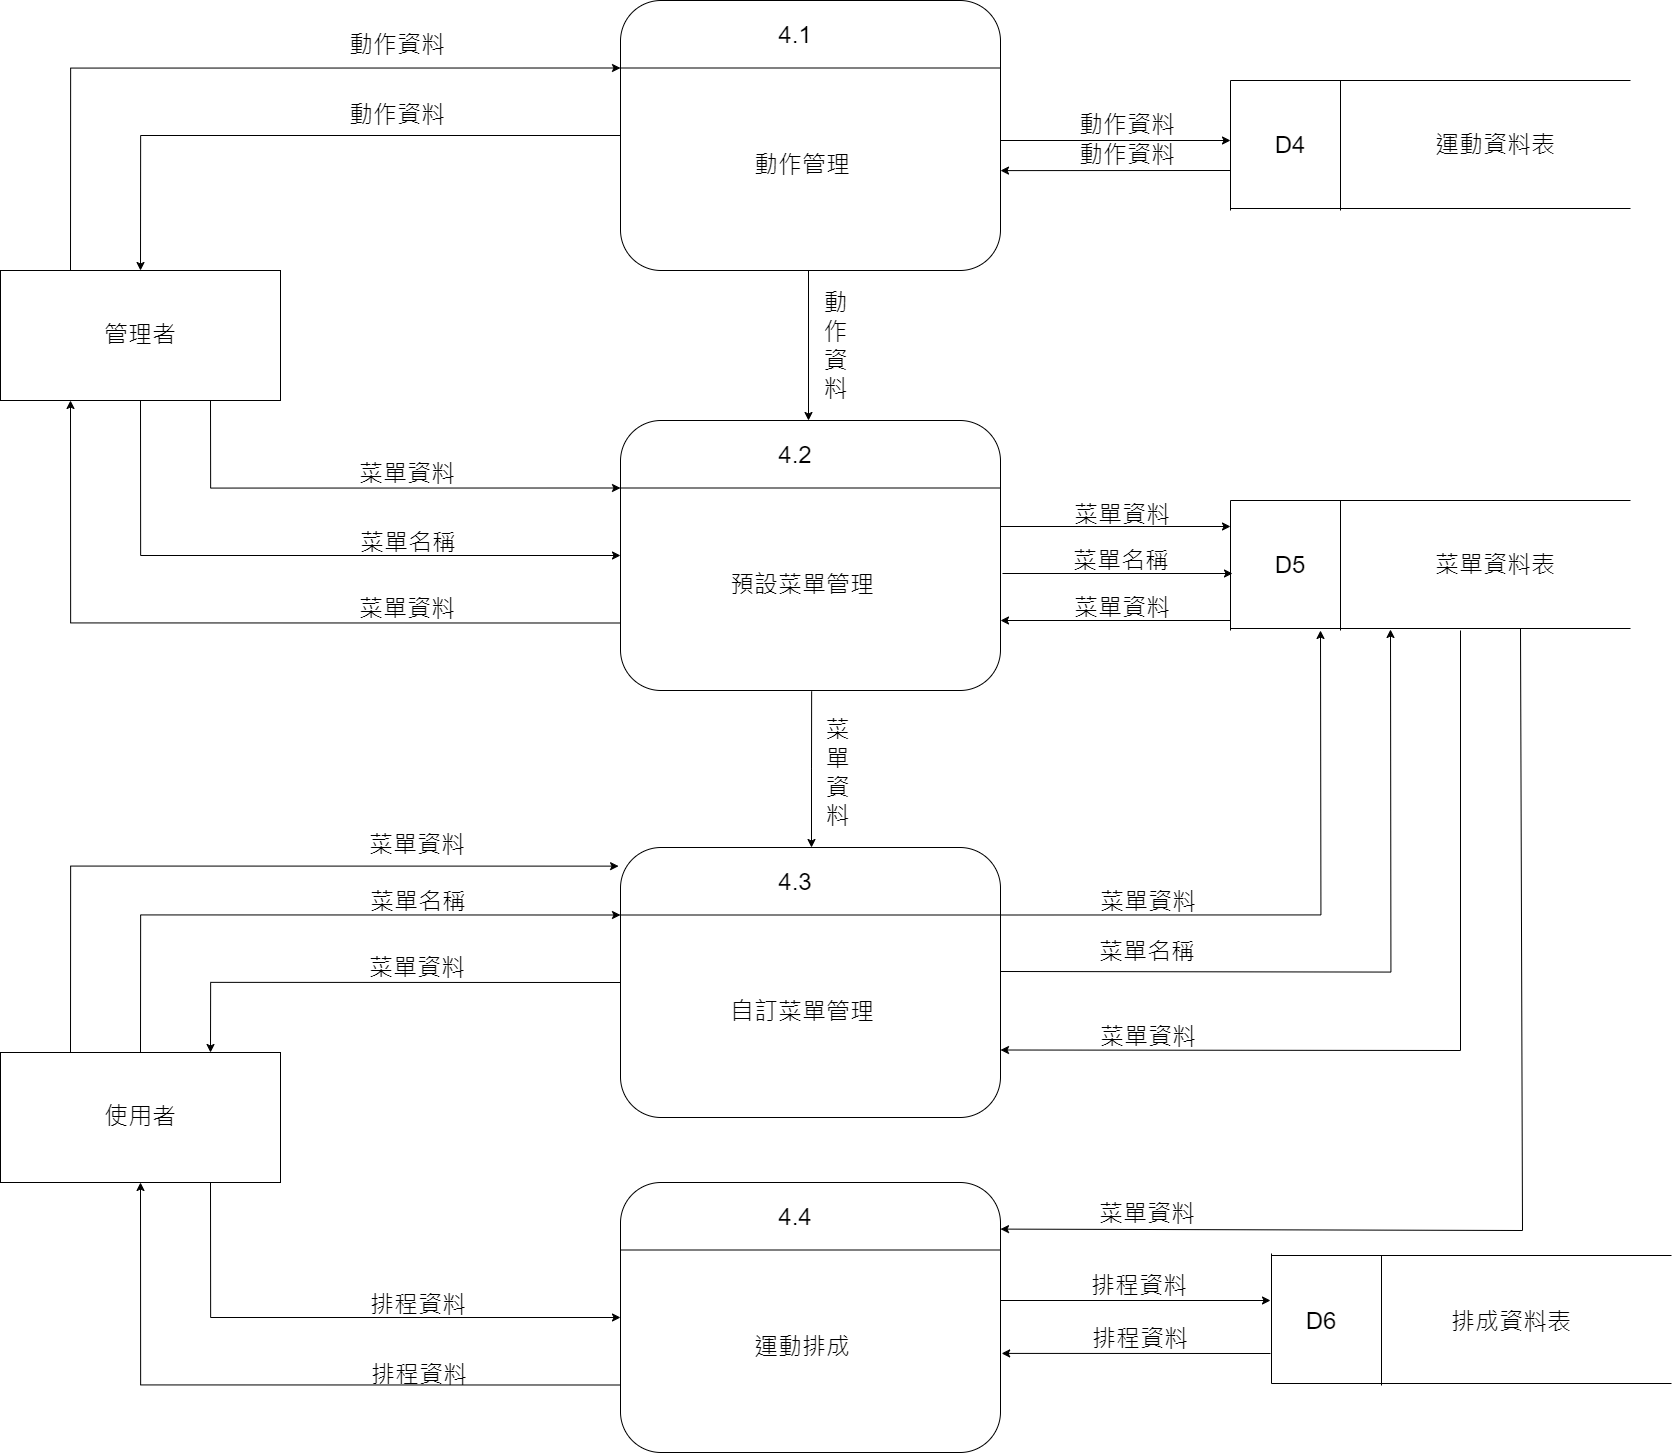 4.1
動作資料
動作資料
動作管理
動作資料
動作資料
D4
運動資料表
管理者
動
作
資
料
4.2
菜單資料
菜單名稱
預設菜單管理
菜單資料
菜單資料
菜單名稱
菜單資料
D5
菜單資料表
菜
單
資
料
菜單資料
4.3
菜單名稱
菜單資料
菜單資料
菜單名稱
自訂菜單管理
菜單資料
使用者
4.4
菜單資料
排程資料
排程資料
運動排成
排程資料
排程資料
D6
排成資料表